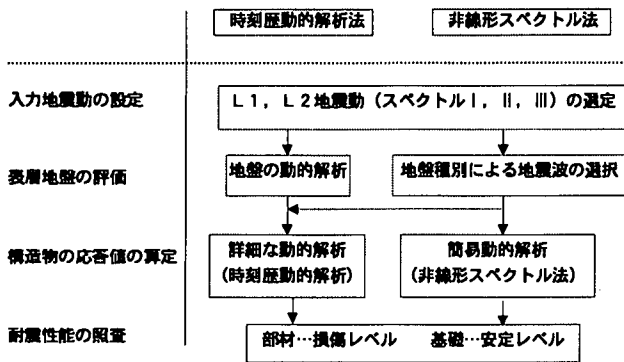 時刻歴動的解析法
非線形スペクトル法
入力地震動の設定
L1,L2地震動(スペクトルⅠ,Ⅱ,Ⅲ)の選定
表層地盤の評価
地盤の動的解析
地盤種別による地震波の選択
構造物の応答値の算定
詳細な動的解析
(時刻歴動的解析)
簡易動的解析
(非線形スペクトル法)
耐震性能の照査
部材…損傷レベル 基礎…安定レベル